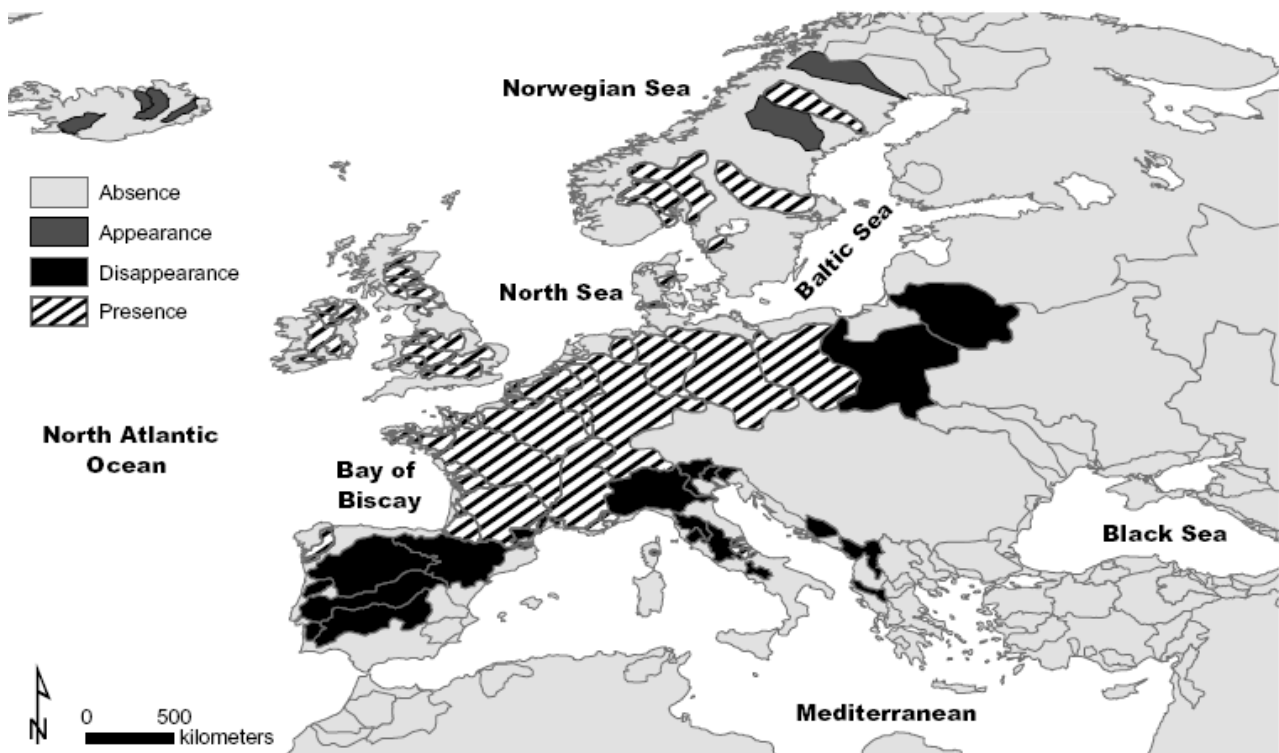 Norwegian Sea
Absence
Appearance
Disappearance
Presence
North Sea
Baltic Sea
North Atlantic
Ocean
Bay of
Biscay
Black Sea
Mediterranean
N
0 500
kilometers